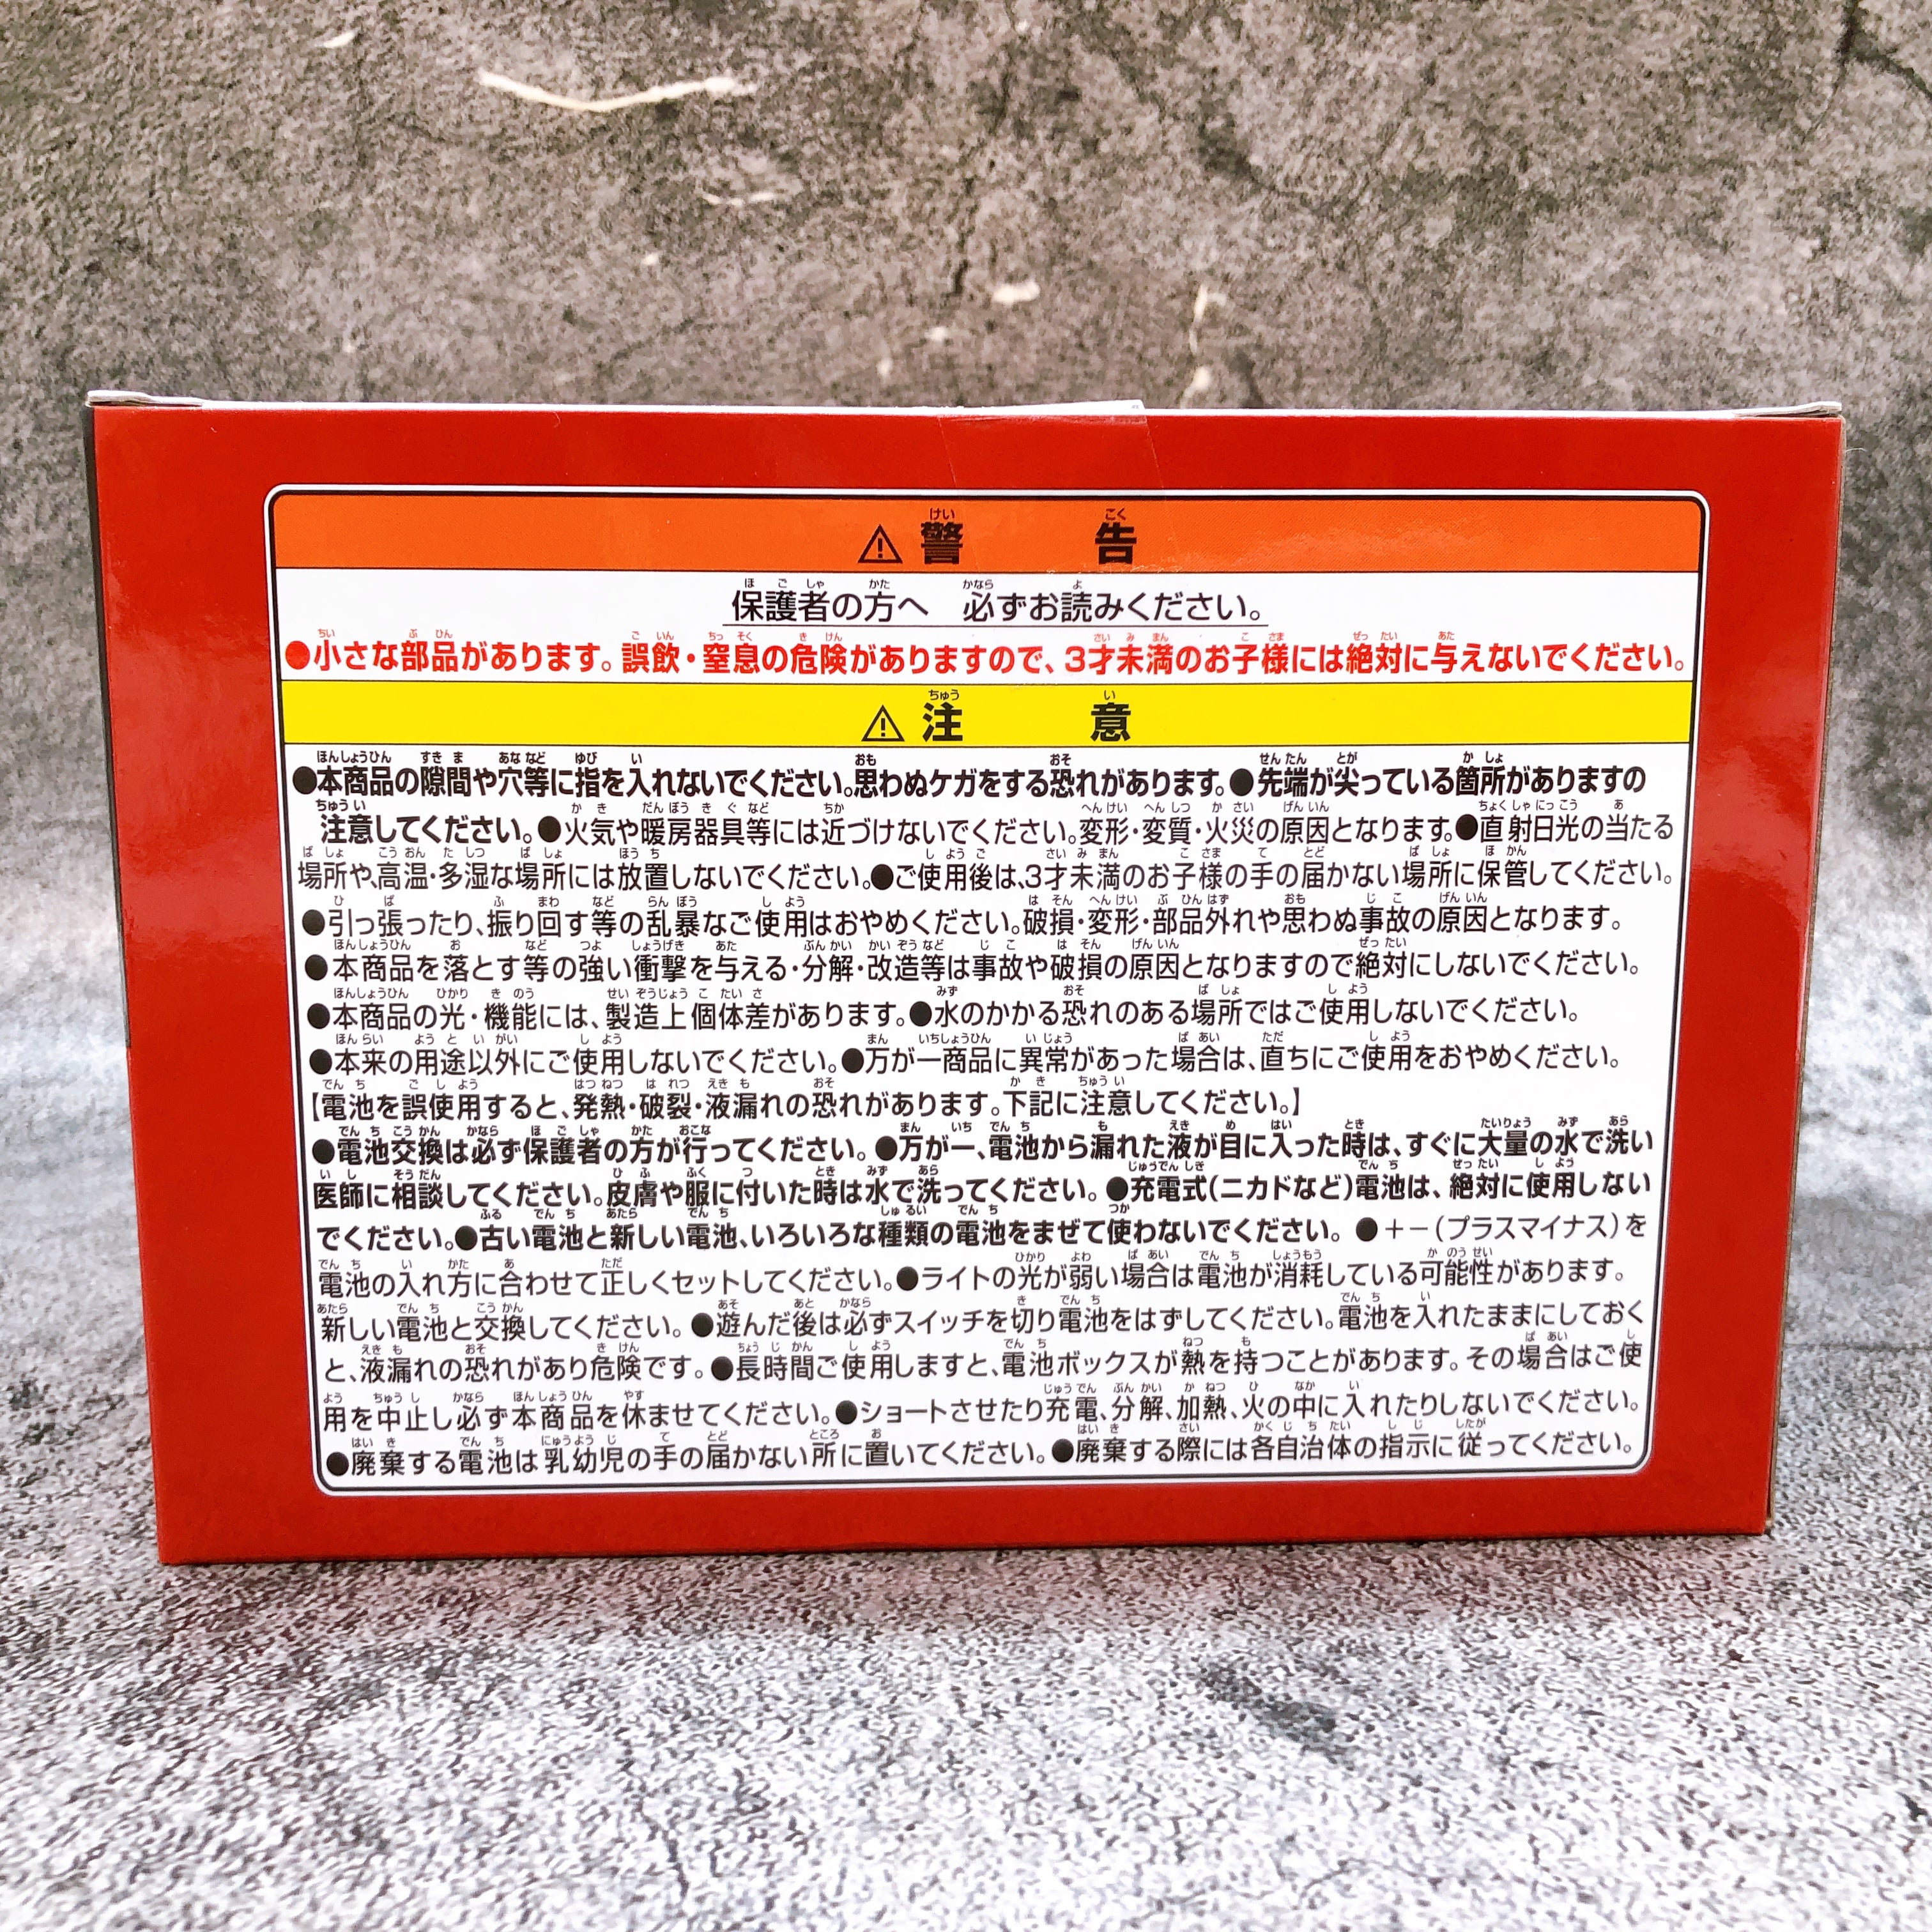 ⚠警告
保護者の方へ　必ずお読みください。
●小さな部品があります。誤飲・窒息の危険がありますので、3才未満のお子様には絶対に与えないでください。
⚠注意
●本商品の隙間や穴等に指を入れないでください。思わぬケガをする恐れがあります。●先端が尖っている箇所がありますの
注意してください。●火気や暖房器具等には近づけないでください。変形・変質・火災の原因となります。●直射日光の当たる
場所や、高温・多湿な場所には放置しないでください。●ご使用後は、3才未満のお子様の手の届かない場所に保管してください。
●引っ張ったり、振り回す等の乱暴なご使用はおやめください。破損・変形・部品外れや思わぬ事故の原因となります。
●本商品を落とす等の強い衝撃を与える・分解・改造等は事故や破損の原因となりますので絶対にしないでください。
●本商品の光・機能には、製造上個体差があります。●水のかかる恐れのある場所ではご使用しないでください。
●本来の用途以外にご使用しないでください。●万が一商品に異常があった場合は、直ちにご使用をおやめください。
【電池を誤使用すると、発熱・破裂・液漏れの恐れがあります。下記に注意してください。】
●電池交換は必ず保護者の方が行ってください。●万が一、電池から漏れた液が目に入った時は、すぐに大量の水で洗い
医師に相談してください。皮膚や服に付いた時は水で洗ってください。●充電式(ニカドなど)電池は、絶対に使用しない
でください。●古い電池と新しい電池、いろいろな種類の電池をまぜて使わないでください。●＋－(プラスマイナス)を
電池の入れ方に合わせて正しくセットしてください。●ライトの光が弱い場合は電池が消耗している可能性があります。
新しい電池と交換してください。●遊んだ後は必ずスイッチを切り電池をはずしてください。電池を入れたままにしておく
と、液漏れの恐れがあり危険です。●長時間ご使用しますと、電池ボックスが熱を持つことがあります。その場合はご使
用を中止し必ず本商品を休ませてください。●ショートさせたり充電、分解、加熱、火の中に入れたりしないでください。
●廃棄する電池は乳幼児の手の届かない所に置いてください。●廃棄する際には各自治体の指示に従ってください。